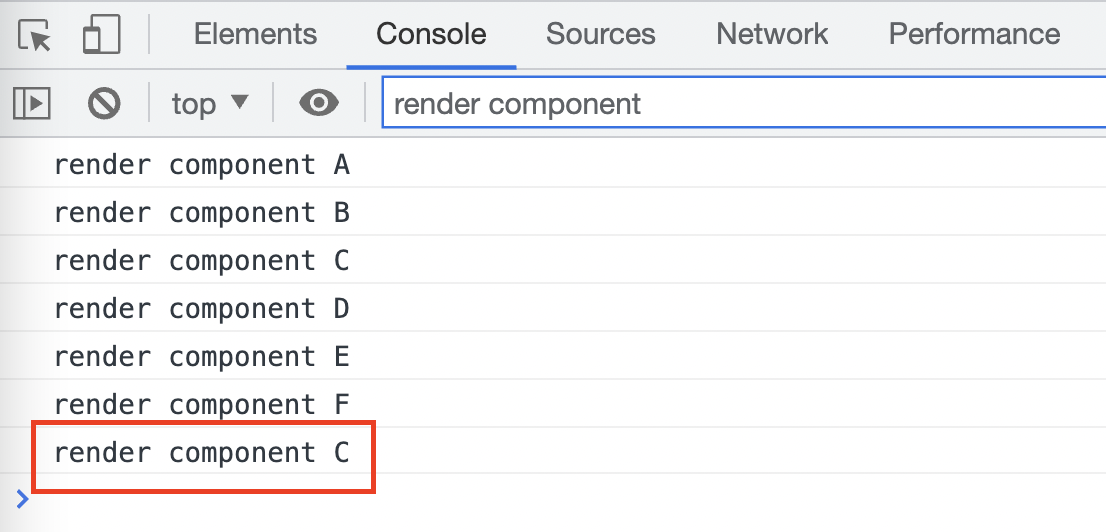 Elements Console Sources Network Performance
top ▼ render component
render component A
render component B
render component C
render component D
render component E
render component F
render component C